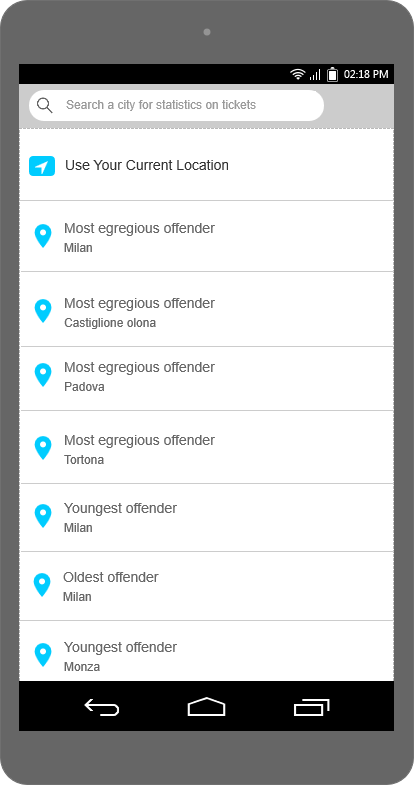 02:18 PM
Search a city for statistics on tickets
Use Your Current Location
Most egregious offender
Milan
Most egregious offender
Castiglione olona
Most egregious offender
Padova
Most egregious offender
Tortona
Youngest offender
Milan
Oldest offender
Milan
Youngest offender
Monza